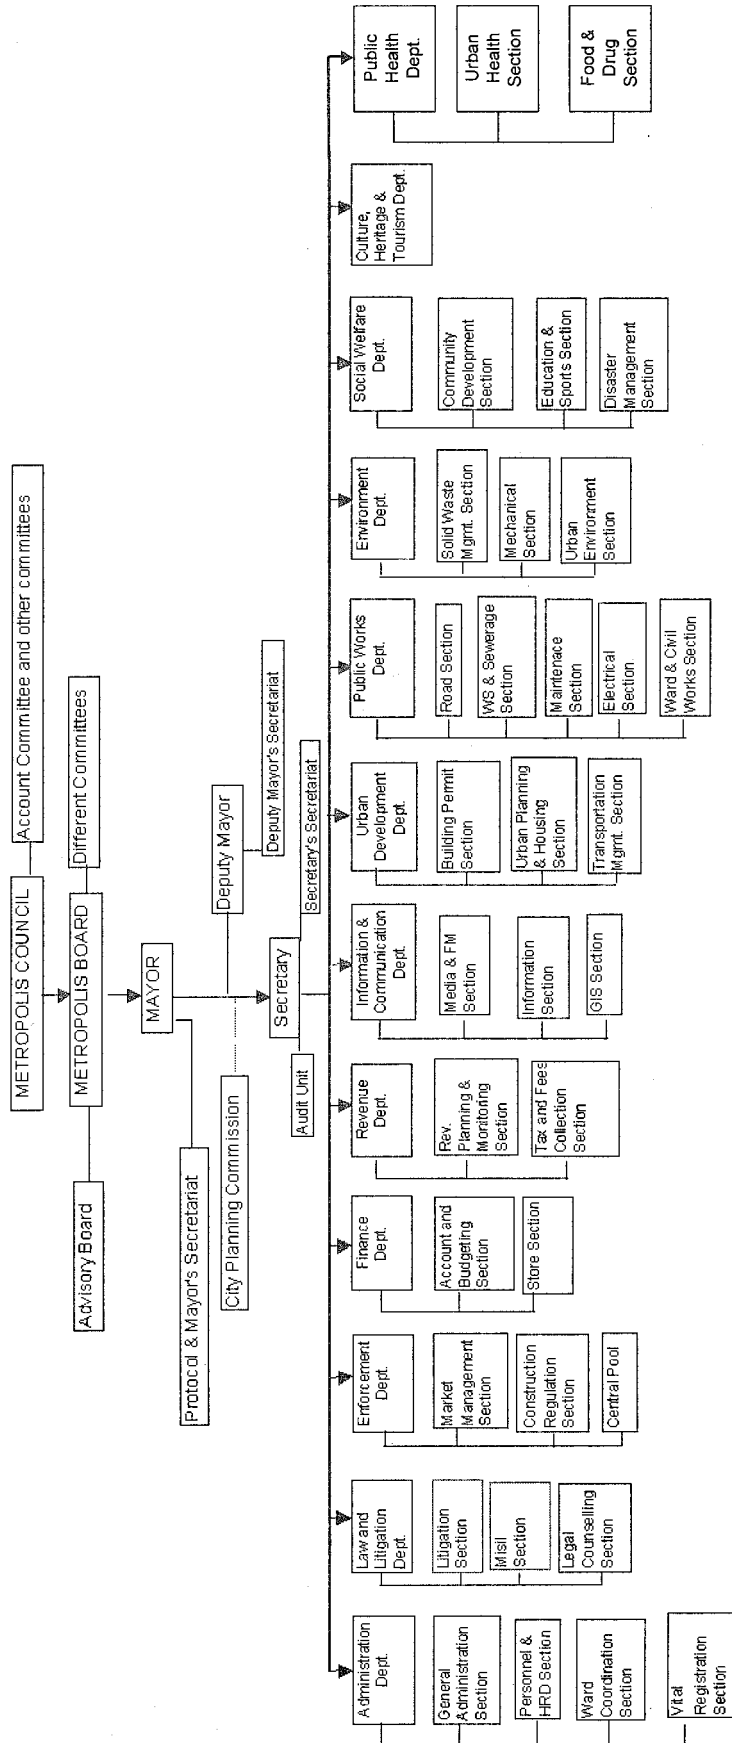 METROPOLIS COUNCIL
Account Committee and other committees
METROPOLIS BOARD
Different Committees
Advisory Board
MAYOR
Protocol & Mayor's Secretariat
Deputy Mayor
Deputy Mayor's Secretariat
City Planning Commission
Secretary
Secretary's Secretariat
Audit Unit
Administration
Dept.
General
Administration
Section
Personnel &
HRD Section
Ward
Coordination
Section
Vital
Registration
Section
Law and
Litigation
Dept.
Litigation
Section
Misil
Section
Legal
Counselling
Section
Enforcement
Dept.
Market
Management
Section
Construction
Regulation
Section
Central Pool
Finance
Dept.
Account and
Budgeting
Section
Store Section
Revenue
Dept.
Rev.
Planning &
Monitoring
Section
Tax and Fees
Collection
Section
Information &
Communication
Dept.
Media & FM
Section
Information
Section
GIS Section
Urban
Development
Dept.
Building Permit
Section
Urban Planning
& Housing
Section
Transportation
Mgmt. Section
Public Works
Dept.
Road Section
WS & Sewerage
Section
Maintenace
Section
Electrical
Section
Ward & Civil
Works Section
Environment
Dept.
Solid Waste
Mgmt. Section
Mechanical
Section
Urban
Environment
Section
Social Welfare
Dept.
Community
Development
Section
Education &
Sports Section
Disaster
Management
Section
Culture,
Heritage &
Tourism Dept.
Public
Health
Dept.
Urban
Health
Section
Food &
Drug
Section